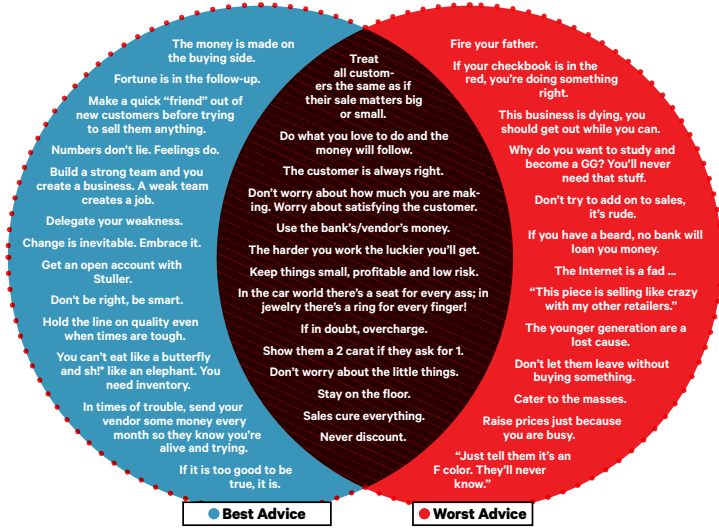 The money is made on
the buying side.
Fortune is in the follow-up.
Make a quick “friend” out of
new customers before trying
to sell them anything.
Numbers don’t lie. Feelings do.
Build a strong team and you
create a business. A weak team
creates a job.
Delegate your weakness.
Change is inevitable. Embrace it.
Get an open account with
Stuller.
Don't be right, be smart.
Hold the line on quality even
when times are tough.
You can’t eat like a butterfly
and sh!* like an elephant. You
need inventory.
In times of trouble, send your
vendor some money every
month so they know you’re
alive and trying.
If it is too good to be
true, it is.
Treat
all custom-
ers the same as if
their sale matters big
or small.
Do what you love to do and the
money will follow.
The customer is always right.
Don’t worry about how much you are mak-
ing. Worry about satisfying the customer.
Use the bank’s/vendor’s money.
The harder you work the luckier you’ll get.
Keep things small, profitable and low risk.
In the car world there’s a seat for every ass; in
jewelry there’s a ring for every finger!
If in doubt, overcharge.
Show them a 2 carat if they ask for 1.
Don’t worry about the little things.
Stay on the floor.
Sales cure everything.
Never discount.
Fire your father.
If your checkbook is in the
red, you’re doing something
right.
This business is dying, you
should get out while you can.
Why do you want to study and
become a GG? You’ll never
need that stuff.
Don’t try to add on to sales,
it’s rude.
If you have a beard, no bank will
loan you money.
The Internet is a fad ...
“This piece is selling like crazy
with my other retailers.”
The younger generation are a
lost cause.
Don’t let them leave without
buying something.
Cater to the masses.
Raise prices just because
you are busy.
“Just tell them it’s an
F color. They’ll never
know.”
Best Advice
Worst Advice